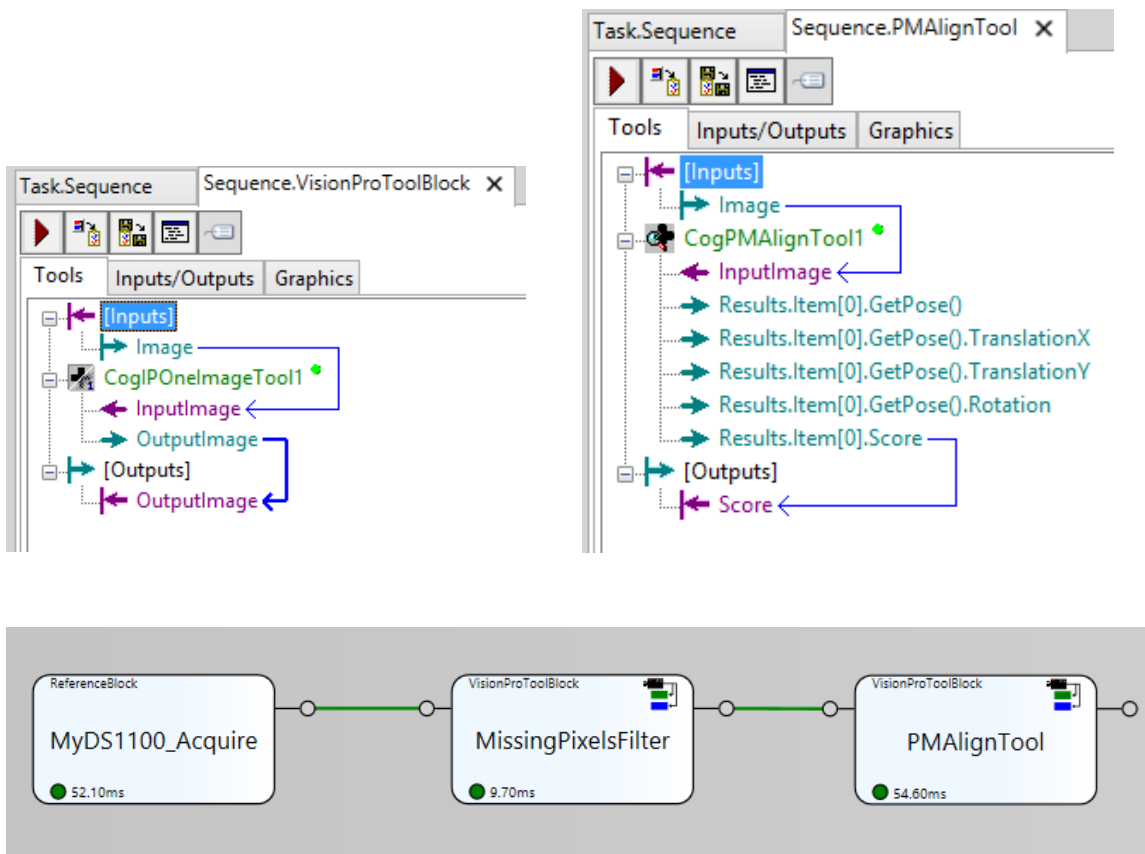 Task.Sequence
Sequence.VisionProToolBlock
Tools
Inputs/Outputs
Graphics
[Inputs]
Image
CogIPOneImageTool1
InputImage
OutputImage
[Outputs]
OutputImage
Task.Sequence
Sequence.PMAlignTool
Tools
Inputs/Outputs
Graphics
[Inputs]
Image
CogPMAlignTool1
InputImage
Results.Item[0].GetPose()
Results.Item[0].GetPose().TranslationX
Results.Item[0].GetPose().TranslationY
Results.Item[0].GetPose().Rotation
Results.Item[0].Score
[Outputs]
Score
ReferenceBlock
MyDS1100_Acquire
52.10ms
VisionProToolBlock
MissingPixelsFilter
9.70ms
VisionProToolBlock
PMAlignTool
54.60ms